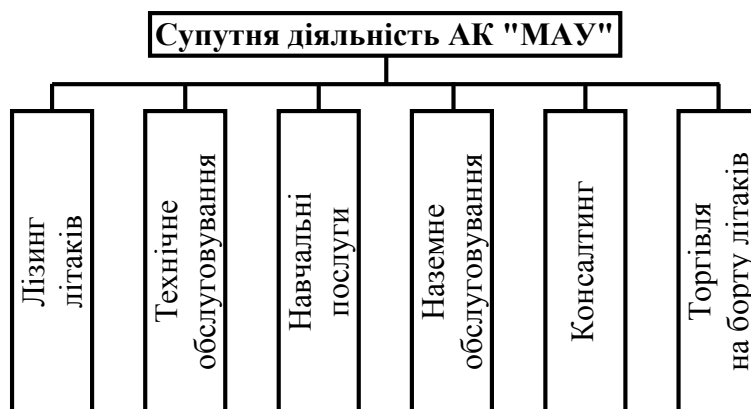 Супутня діяльність АК "МАУ"
Лізинг
літаків
Технічне
обслуговування
Навчальні
послуги
Наземне
обслуговування
Консалтинг
Торгівля
на борту літаків